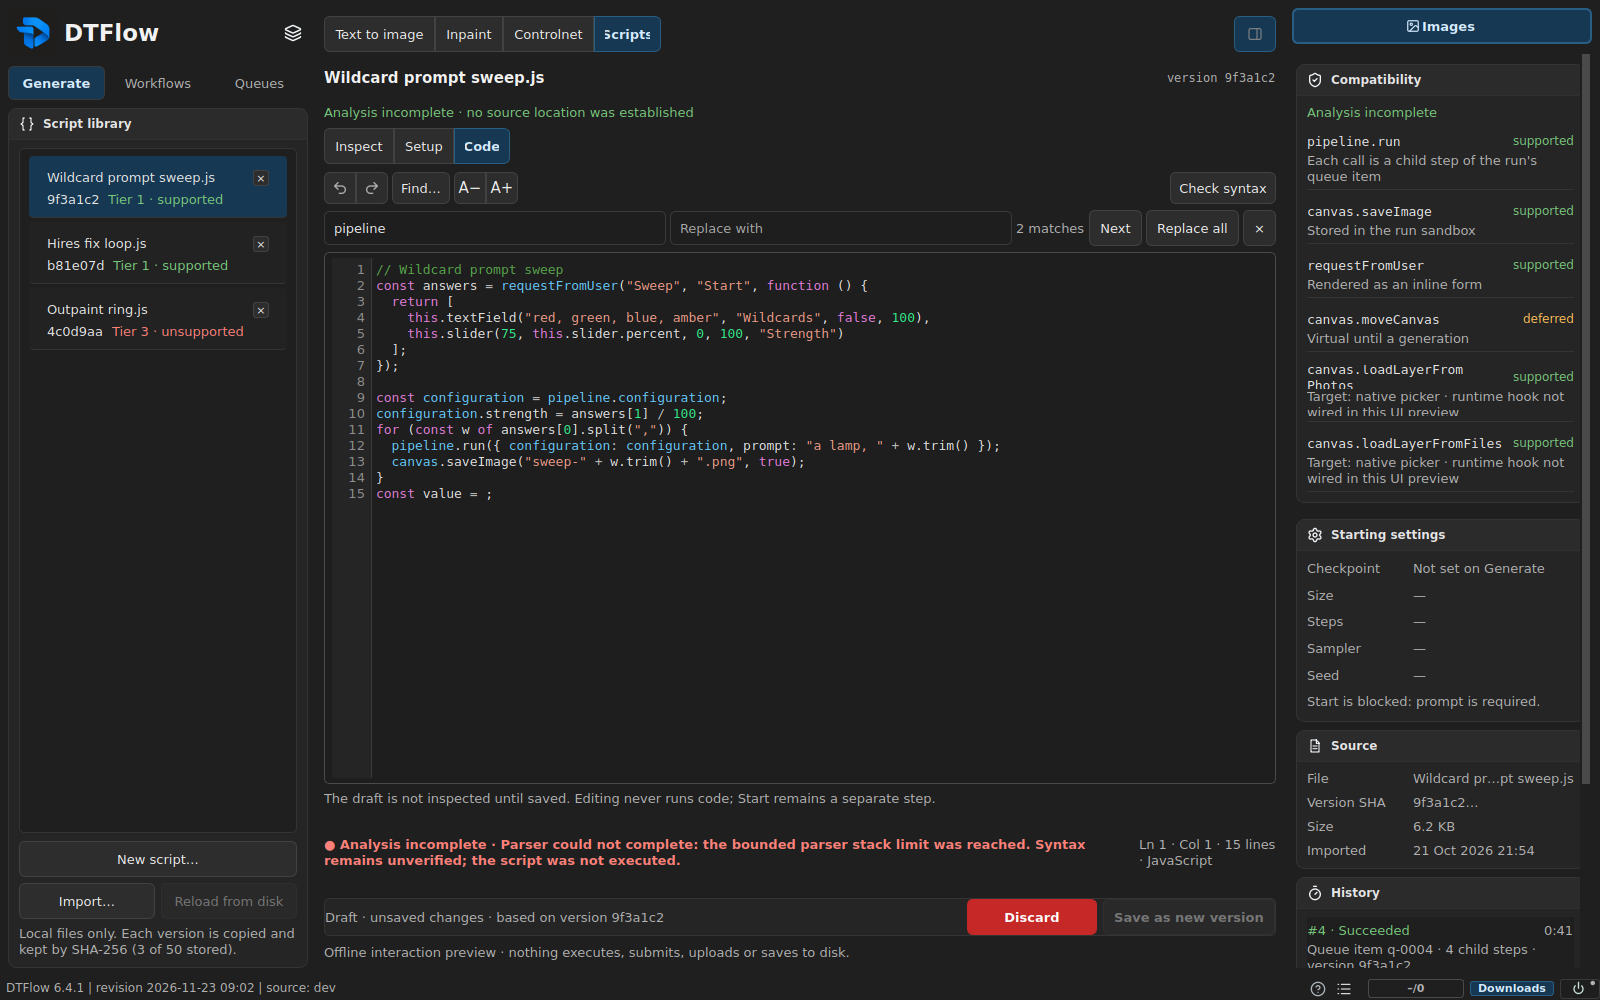 DTFlow
Text to image
Inpaint
Controlnet
Scripts
Images
Generate
Workflows
Queues
Script library
Wildcard prompt sweep.js
×
9f3a1c2 Tier 1 · supported
Hires fix loop.js
×
b81e07d Tier 1 · supported
Outpaint ring.js
×
4c0d9aa Tier 3 · unsupported
New script…
Import…
Reload from disk
Local files only. Each version is copied and
kept by SHA-256 (3 of 50 stored).
Wildcard prompt sweep.js
version 9f3a1c2
Analysis incomplete · no source location was established
Inspect
Setup
Code
Find…
A−
A+
Check syntax
pipeline
Replace with
2 matches
Next
Replace all
×
1 // Wildcard prompt sweep
2 const answers = requestFromUser("Sweep", "Start", function () {
3 return [
4 this.textField("red, green, blue, amber", "Wildcards", false, 100),
5 this.slider(75, this.slider.percent, 0, 100, "Strength")
6 ];
7 });
8
9 const configuration = pipeline.configuration;
10 configuration.strength = answers[1] / 100;
11 for (const w of answers[0].split(",")) {
12 pipeline.run({ configuration: configuration, prompt: "a lamp, " + w.trim() });
13 canvas.saveImage("sweep-" + w.trim() + ".png", true);
14 }
15 const value = ;
The draft is not inspected until saved. Editing never runs code; Start remains a separate step.
● Analysis incomplete · Parser could not complete: the bounded parser stack limit was reached. Syntax
remains unverified; the script was not executed.
Ln 1 · Col 1 · 15 lines
· JavaScript
Draft · unsaved changes · based on version 9f3a1c2
Discard
Save as new version
Offline interaction preview · nothing executes, submits, uploads or saves to disk.
Compatibility
Analysis incomplete
pipeline.run supported
Each call is a child step of the run's
queue item
canvas.saveImage supported
Stored in the run sandbox
requestFromUser supported
Rendered as an inline form
canvas.moveCanvas deferred
Virtual until a generation
canvas.loadLayerFrom
Photos
supported
Target: native picker · runtime hook not
wired in this UI preview
canvas.loadLayerFromFiles supported
Target: native picker · runtime hook not
wired in this UI preview
Starting settings
Checkpoint Not set on Generate
Size —
Steps —
Sampler —
Seed —
Start is blocked: prompt is required.
Source
File Wildcard pr…pt sweep.js
Version SHA 9f3a1c2…
Size 6.2 KB
Imported 21 Oct 2026 21:54
History
#4 · Succeeded 0:41
Queue item q-0004 · 4 child steps ·
version 9f3a1c2
DTFlow 6.4.1 | revision 2026-11-23 09:02 | source: dev
–/0
Downloads